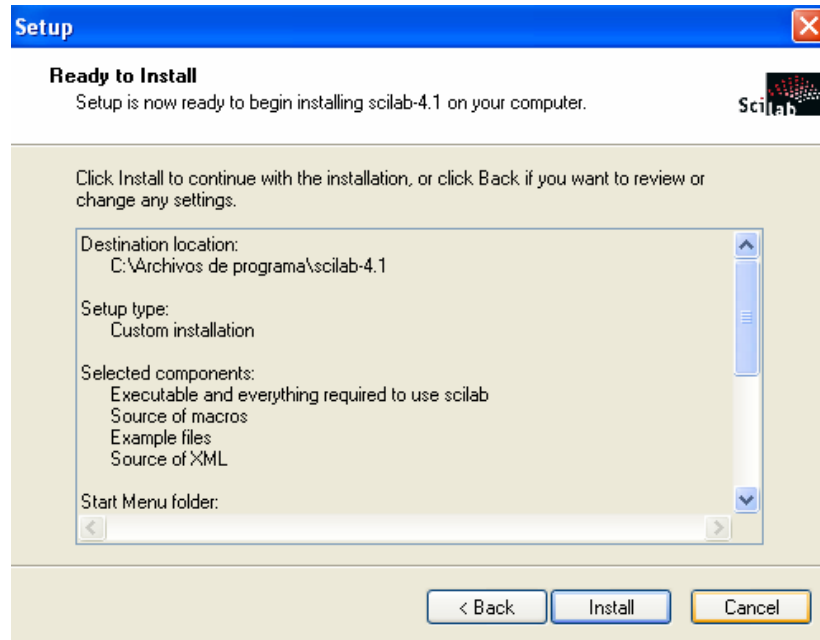 Setup
Ready to Install
Setup is now ready to begin installing scilab-4.1 on your computer.
Scilab
Click Install to continue with the installation, or click Back if you want to review or
change any settings.
Destination location:
C:\Archivos de programa\scilab-4.1
Setup type:
Custom installation
Selected components:
Executable and everything required to use scilab
Source of macros
Example files
Source of XML
Start Menu folder:
< Back
Install
Cancel